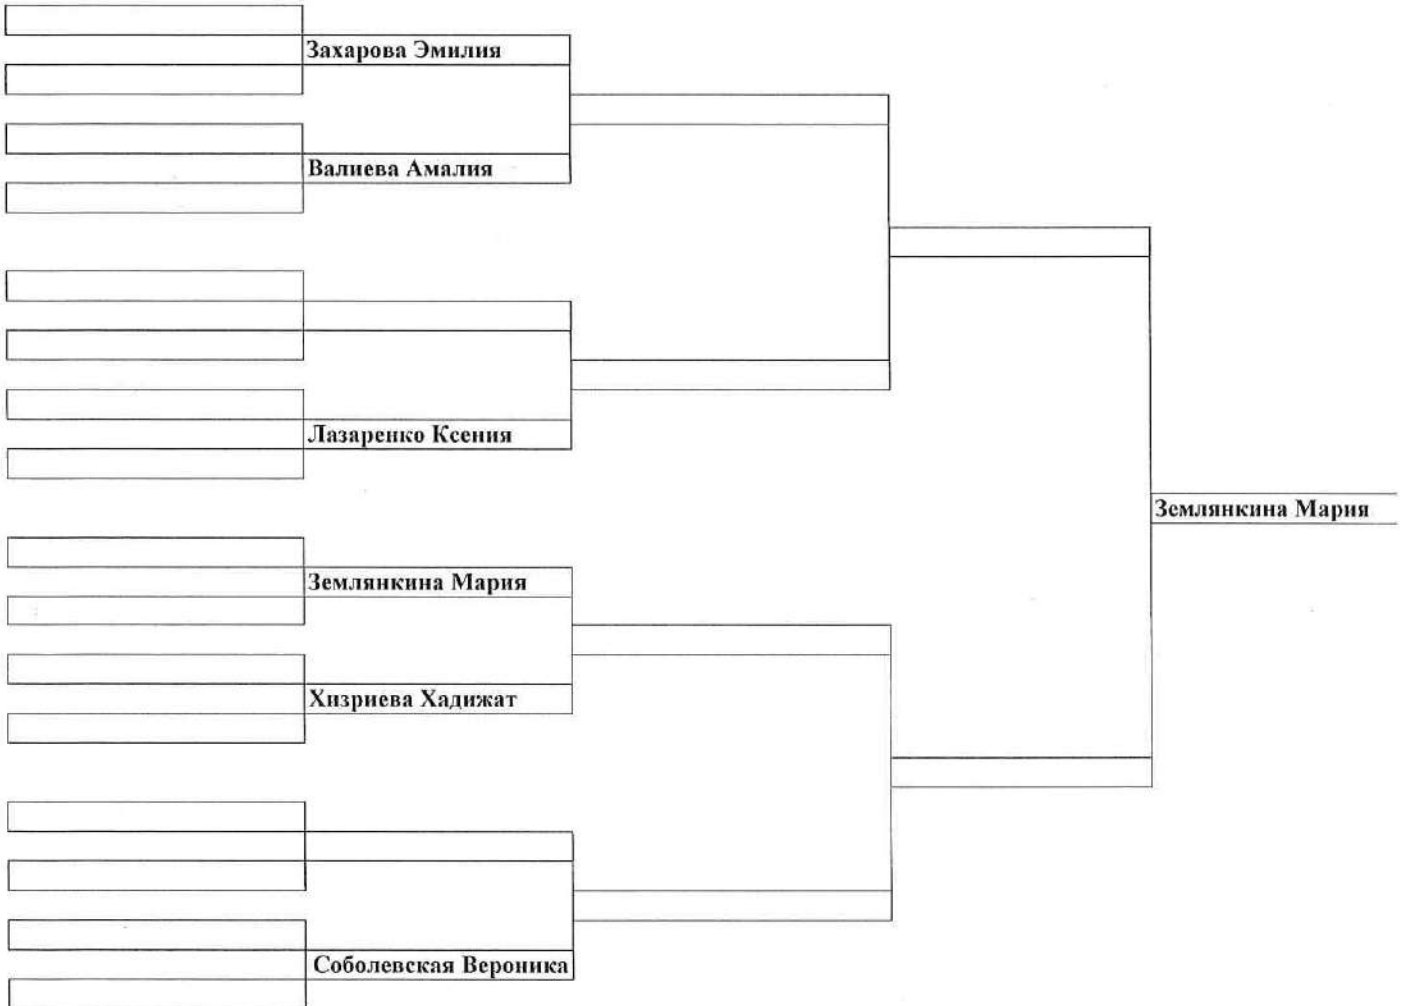 Захарова Эмилия
Валиева Амалия
Лазаренко Ксения
Землянкина Мария
Землянкина Мария
Хизриева Хадижат
Соболевская Вероника